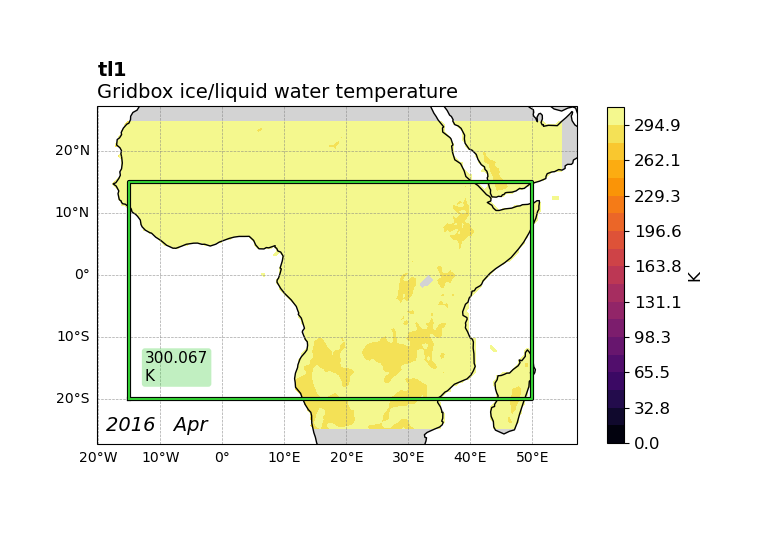 tl1
Gridbox ice/liquid water temperature
20°N
10°N
0°
10°S
20°S
300.067
K
2016 Apr
20°W 10°W 0° 10°E 20°E 30°E 40°E 50°E
294.9
262.1
229.3
196.6
163.8
131.1
98.3
65.5
32.8
0.0
K